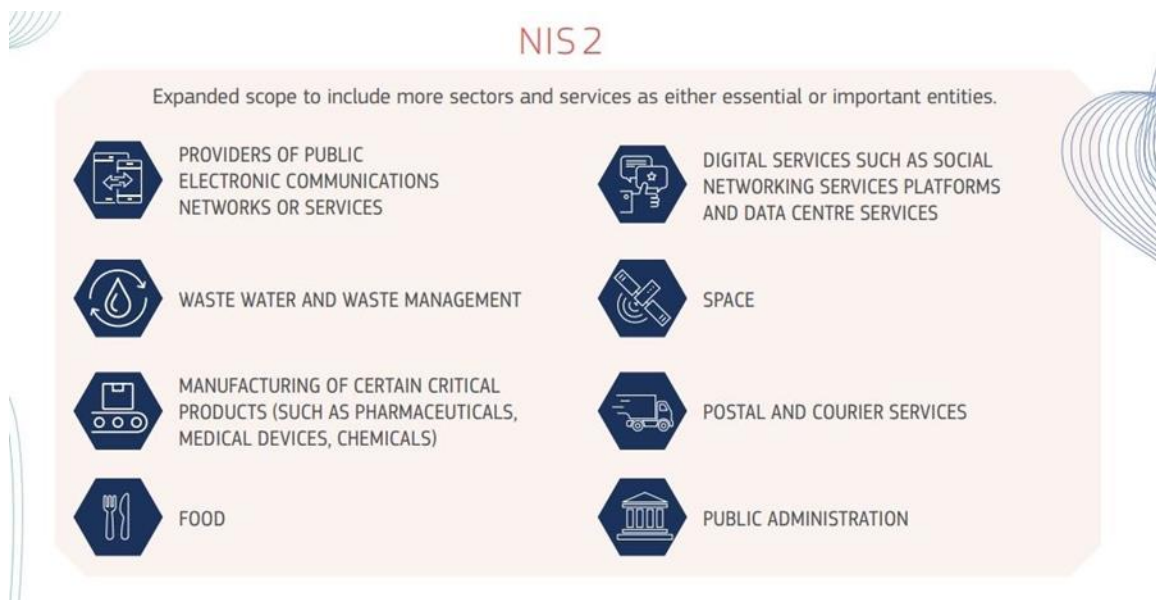 NIS 2
Expanded scope to include more sectors and services as either essential or important entities.
PROVIDERS OF PUBLIC
ELECTRONIC COMMUNICATIONS
NETWORKS OR SERVICES
DIGITAL SERVICES SUCH AS SOCIAL
NETWORKING SERVICES PLATFORMS
AND DATA CENTRE SERVICES
WASTE WATER AND WASTE MANAGEMENT
SPACE
MANUFACTURING OF CERTAIN CRITICAL
PRODUCTS (SUCH AS PHARMACEUTICALS,
MEDICAL DEVICES, CHEMICALS)
POSTAL AND COURIER SERVICES
FOOD
PUBLIC ADMINISTRATION